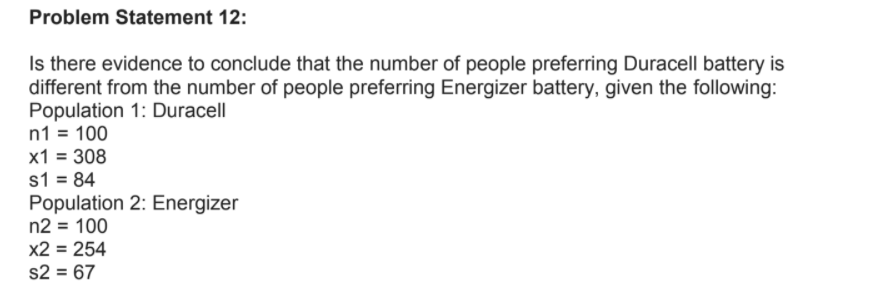 Problem Statement 12:
Is there evidence to conclude that the number of people preferring Duracell battery is
different from the number of people preferring Energizer battery, given the following:
Population 1: Duracell
n1 = 100
x1 = 308
s1 = 84
Population 2: Energizer
n2 = 100
x2 = 254
s2 = 67